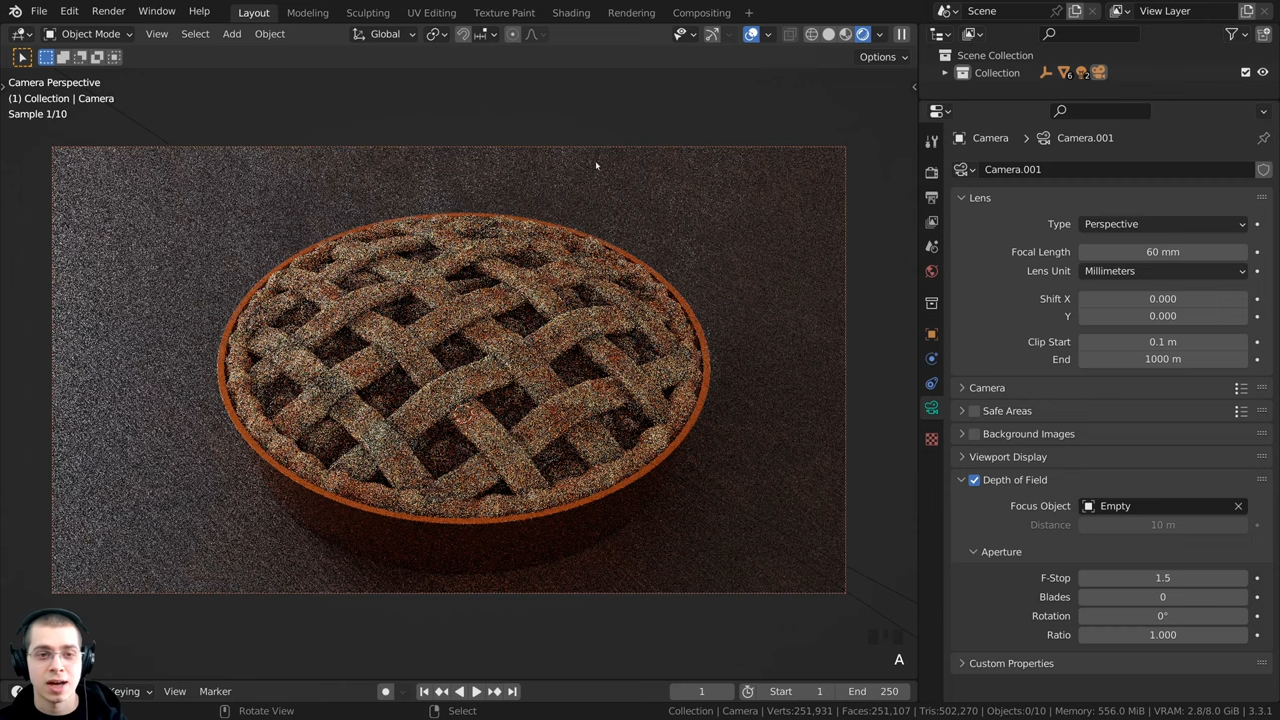 File Edit Render Window Help Layout Modeling Sculpting UV Editing Texture Paint Shading Rendering Compositing + Scene View Layer
Object Mode View Select Add Object Global
Options
Scene Collection
Collection 6 2
Camera Perspective
(1) Collection | Camera
Sample 1/10
Camera > Camera.001
Camera.001
Lens
Type Perspective
Focal Length 60 mm
Lens Unit Millimeters
Shift X 0.000
Y 0.000
Clip Start 0.1 m
End 1000 m
Camera
Safe Areas
Background Images
Viewport Display
Depth of Field
Focus Object Empty
Distance 10 m
Aperture
F-Stop 1.5
Blades 0
Rotation 0°
Ratio 1.000
Custom Properties
A
Keying View Marker 1 Start 1 End 250
Rotate View Select Collection | Camera | Verts:251,931 | Faces:251,107 | Tris:502,270 | Objects:0/10 | Memory: 556.0 MiB | VRAM: 2.8/8.0 GiB | 3.3.1